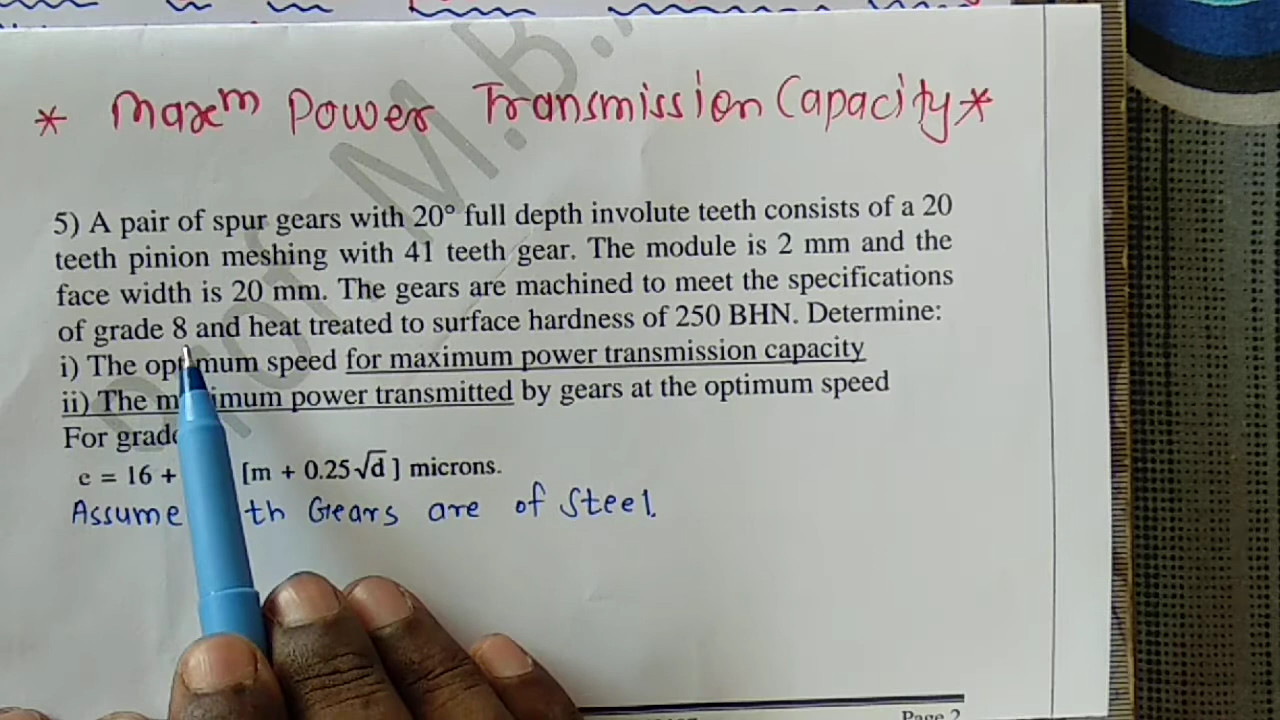 * Maxm Power Transmission Capacity *
5) A pair of spur gears with 20° full depth involute teeth consists of a 20
teeth pinion meshing with 41 teeth gear. The module is 2 mm and the
face width is 20 mm. The gears are machined to meet the specifications
of grade 8 and heat treated to surface hardness of 250 BHN. Determine:
i) The optimum speed for maximum power transmission capacity
ii) The maximum power transmitted by gears at the optimum speed
For grade
e = 16 + [m + 0.25 √d ] microns.
Assume Gears are of Steel.
Page 2